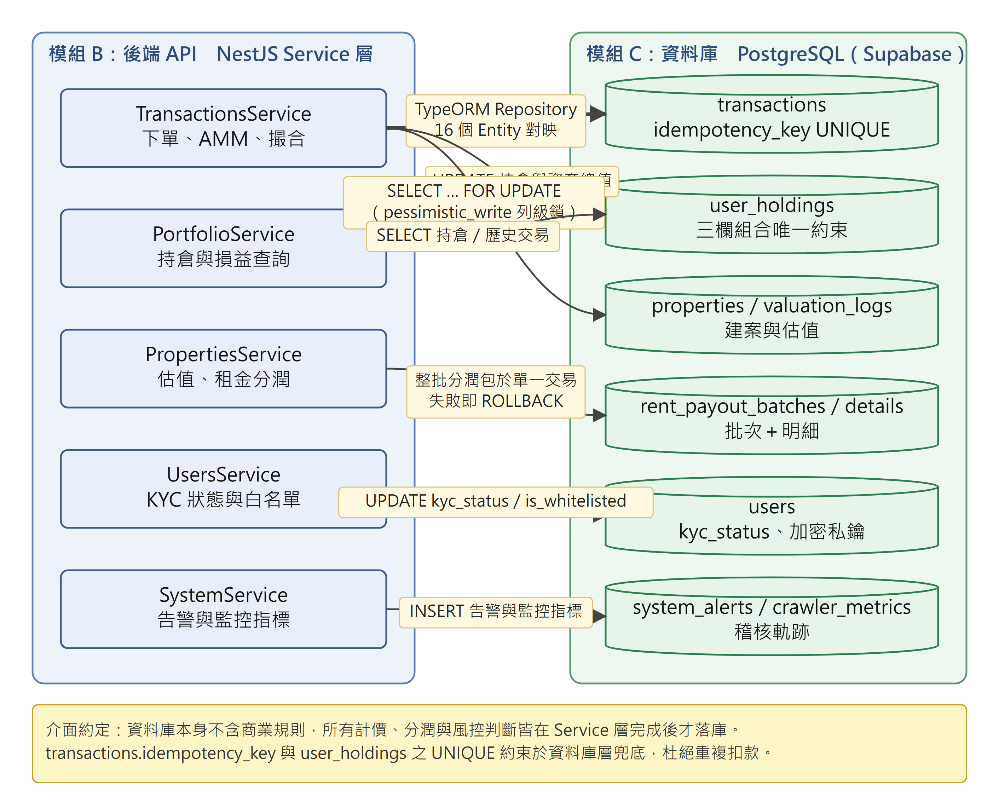 模組 B：後端 API　NestJS Service 層
TransactionsService
下單、AMM、撮合
PortfolioService
持倉與損益查詢
PropertiesService
估值、租金分潤
UsersService
KYC 狀態與白名單
SystemService
告警與監控指標
TypeORM Repository
16 個 Entity 對映
UPDATE 持倉與資產總值
SELECT ... FOR UPDATE
（pessimistic_write 列級鎖）
SELECT 持倉 / 歷史交易
整批分潤包於單一交易
失敗即 ROLLBACK
UPDATE kyc_status / is_whitelisted
INSERT 告警與監控指標
模組 C：資料庫　PostgreSQL（Supabase）
transactions
idempotency_key UNIQUE
user_holdings
三欄組合唯一約束
properties / valuation_logs
建案與估值
rent_payout_batches / details
批次 + 明細
users
kyc_status、加密私鑰
system_alerts / crawler_metrics
稽核軌跡
介面約定：資料庫本身不含商業規則，所有計價、分潤與風控判斷皆在 Service 層完成後才落庫。
transactions.idempotency_key 與 user_holdings 之 UNIQUE 約束於資料庫層兜底，杜絕重複扣款。